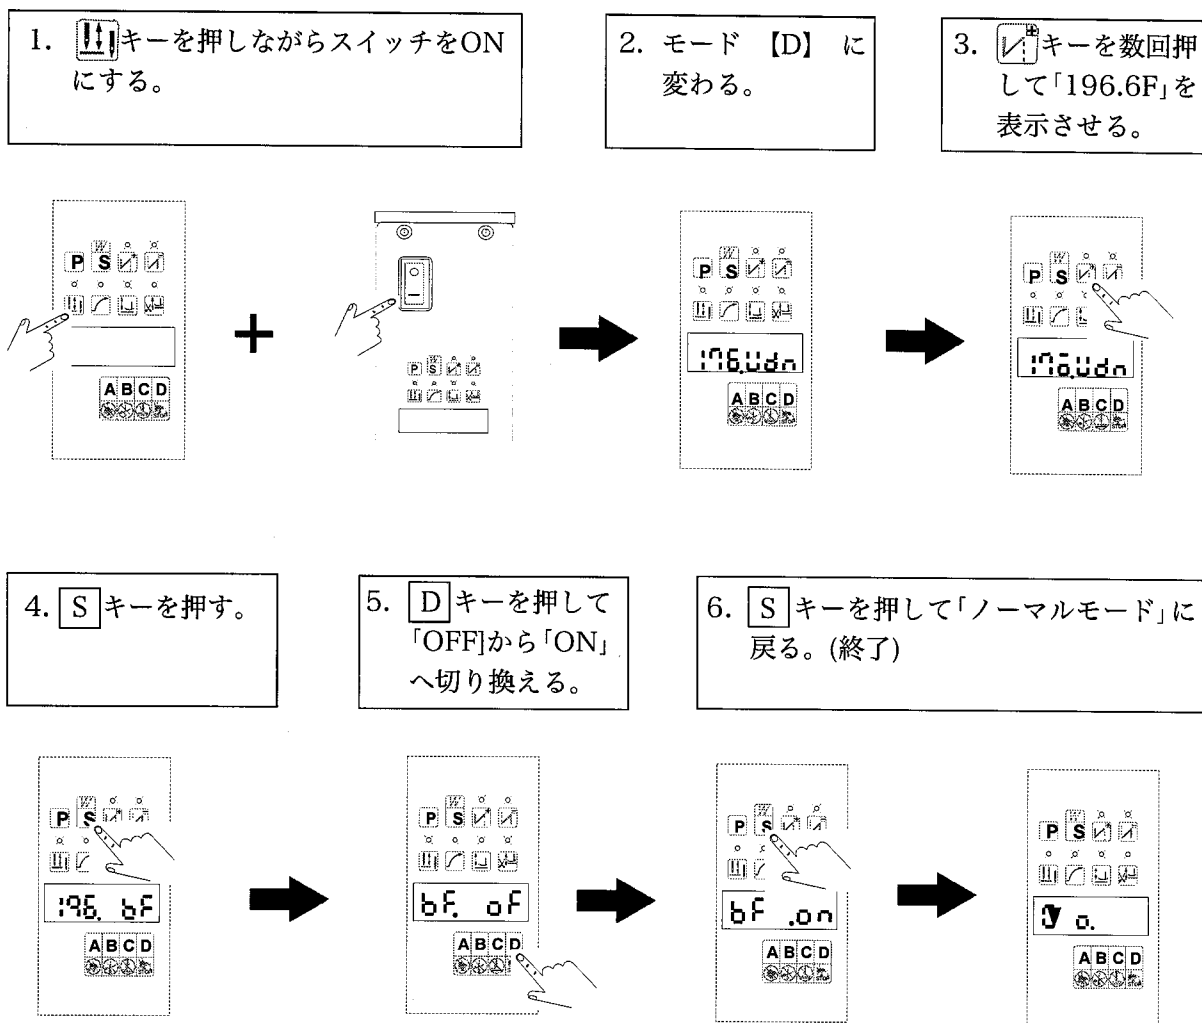 1. キーを押しながらスイッチをON
にする。
2. モード 【D】 に
変わる。
3. キーを数回押
して｢196.6F｣を
表示させる。
P S
A B C D
P S
P S
176.Udn
A B C D
P S
A B C D
4. S キーを押す。
5. D キーを押して
｢OFF]から｢ON｣
へ切り換える。
6. S キーを押して｢ノーマルモード｣に
戻る。(終了)
P S
196. bF
A B C D
P S
bF. oF
A B C D
P S
bF .on
A B C D
P S
o.
A B C D